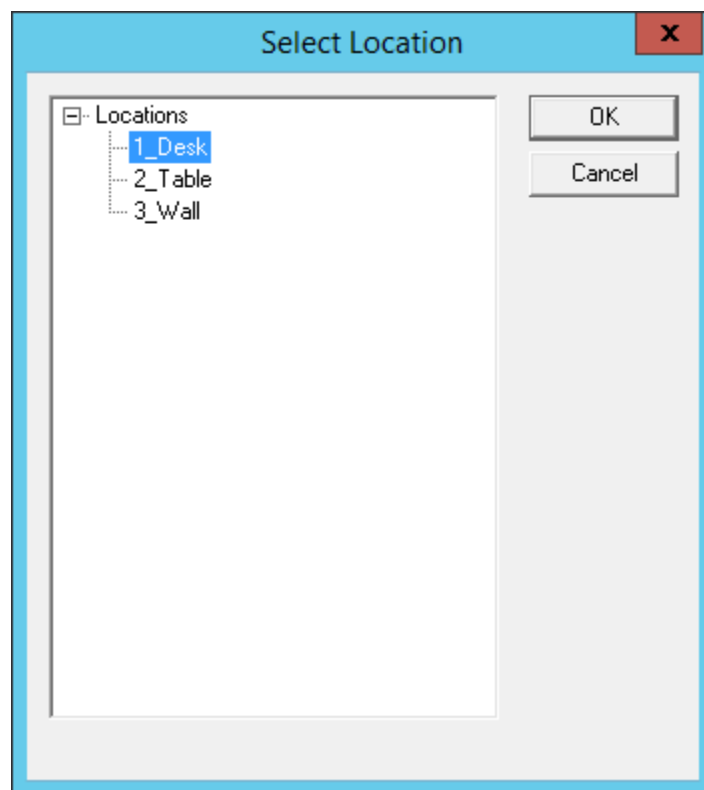 Select Location
x
Locations
OK
1_Desk
2_Table
Cancel
3_Wall